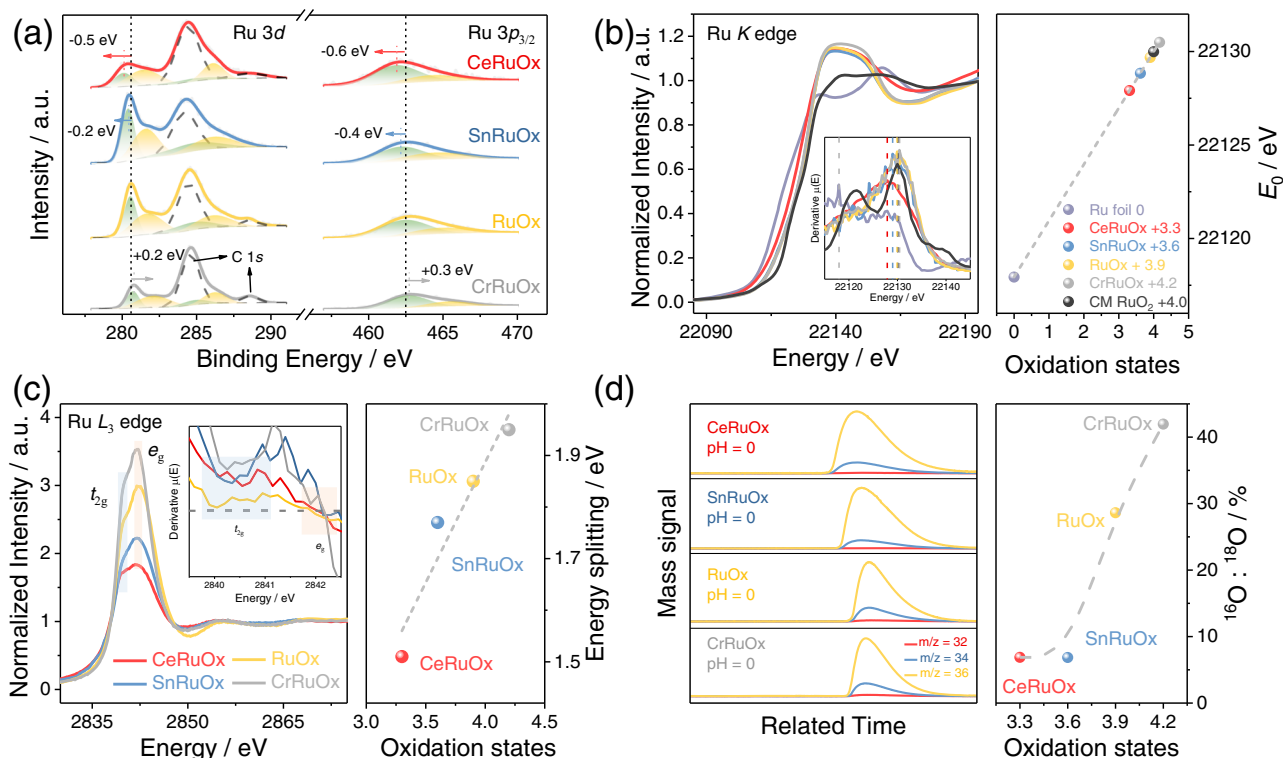 (a)
-0.5 eV
Ru 3d
-0.6 eV
Ru 3p3/2
CeRuOx
-0.2 eV
-0.4 eV
SnRuOx
RuOx
+0.2 eV
C 1s
+0.3 eV
CrRuOx
Intensity / a.u.
280
285
290
462
465
470
Binding Energy / eV
(b)
Ru K edge
Normalized Intensity / a.u.
1.2
1.0
0.8
0.6
0.4
0.2
0.0
22090
22140
22195
Energy / eV
Derivative μ(E)
22120
22130
22140
Energy / eV
Ru foil 0
CeRuOx +3.3
SnRuOx +3.6
RuOx + 3.9
CrRuOx +4.2
CM RuO2 +4.0
0
1
2
3
4
5
Oxidation states
22130
22124
22120
E0 / eV
(c)
Ru L3 edge
Normalized Intensity / a.u.
4
3
2
1
0
eg
t2g
Derivative μ(E)
t2g
eg
2840
2841
2842
Energy / eV
CeRuOx
RuOx
SnRuOx
CrRuOx
2835
2850
2865
Energy / eV
CrRuOx
RuOx
SnRuOx
CeRuOx
3.0
3.5
4.0
4.5
Oxidation states
1.9
1.7
1.5
Energy splitting / eV
(d)
Mass signal
CeRuOx
pH = 0
SnRuOx
pH = 0
RuOx
pH = 0
CrRuOx
pH = 0
m/z = 32
m/z = 34
m/z = 36
Related Time
CrRuOx
RuOx
SnRuOx
CeRuOx
3.3
3.6
3.9
4.2
Oxidation states
50
40
30
20
10
0
16O : 18O / %